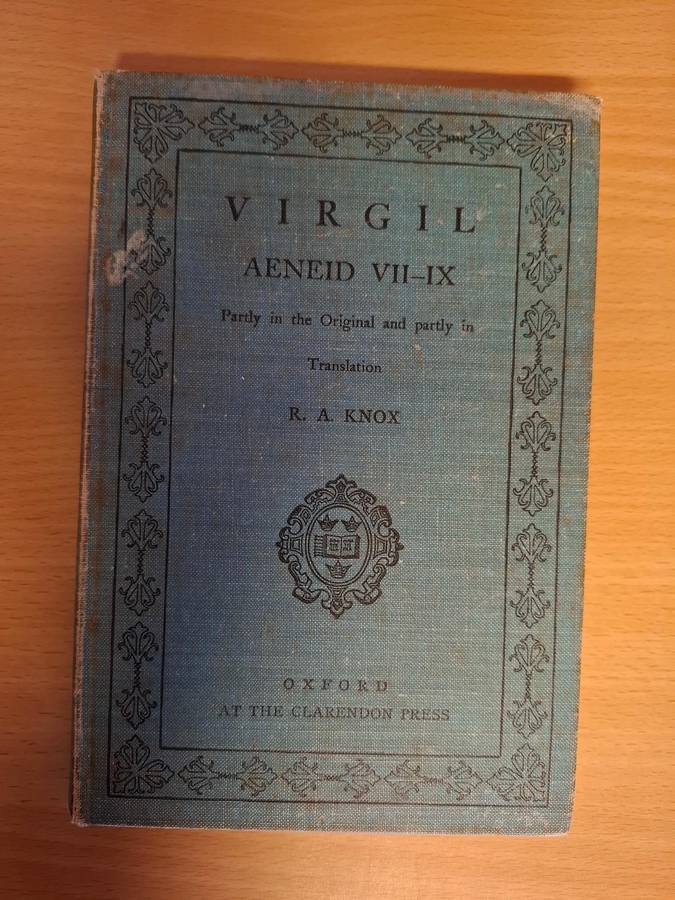 VIRGIL
AENEID VII–IX
Partly in the Original and partly in
Translation
R. A. KNOX
OXFORD
AT THE CLARENDON PRESS